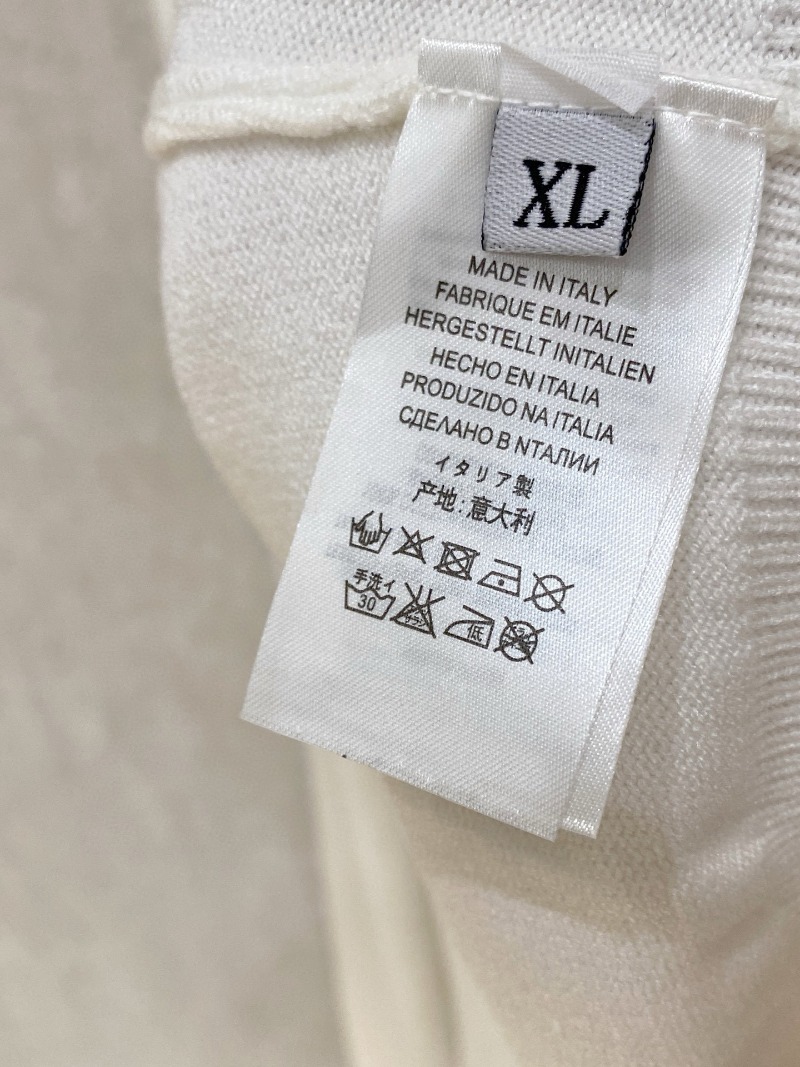 XL
MADE IN ITALY
FABRIQUE EM ITALIE
HERGESTELLT INITALIEN
HECHO EN ITALIA
PRODUZIDO NA ITALIA
СДЕЛАНО В NТАЛИИ
イタリア製
产地:意大利
手洗イ
30 低